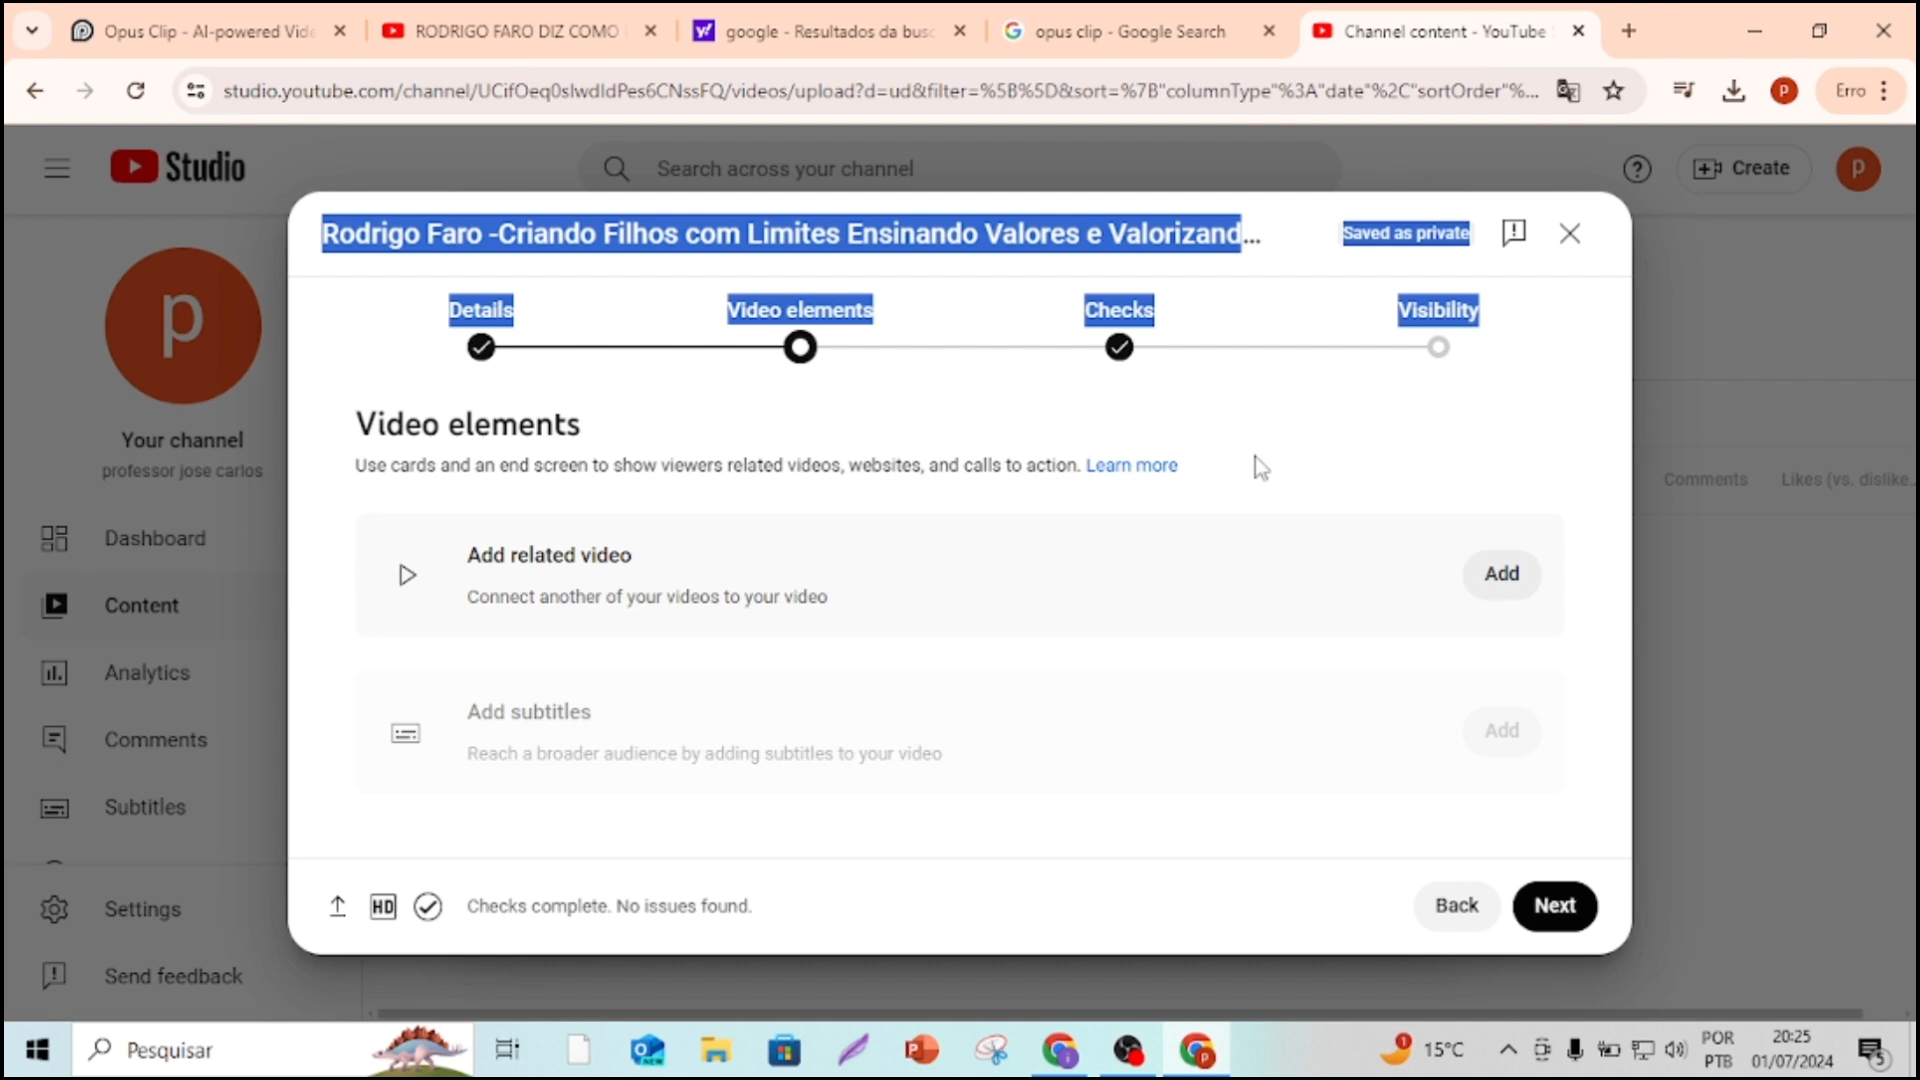 Opus Clip - AI-powered Vide
RODRIGO FARO DIZ COMO
google - Resultados da busc
opus clip - Google Search
Channel content - YouTube
studio.youtube.com/channel/UCifOeq0slwdIdPes6CNssFQ/videos/upload?d=ud&filter=%5B%5D&sort=%7B"columnType"%3A"date"%2C"sortOrder"%...
P
Erro
Studio
Search across your channel
Create
p
Rodrigo Faro -Criando Filhos com Limites Ensinando Valores e Valorizand...
Saved as private
Details
Video elements
Checks
Visibility
p
Your channel
professor jose carlos
Video elements
Use cards and an end screen to show viewers related videos, websites, and calls to action. Learn more
Comments
Likes (vs. dislike...
Dashboard
Content
Analytics
Comments
Subtitles
Settings
Send feedback
Add related video
Connect another of your videos to your video
Add
Add subtitles
Reach a broader audience by adding subtitles to your video
Add
HD
Checks complete. No issues found.
Back
Next
Pesquisar
NEW
1
15°C
POR
PTB
20:25
01/07/2024
5